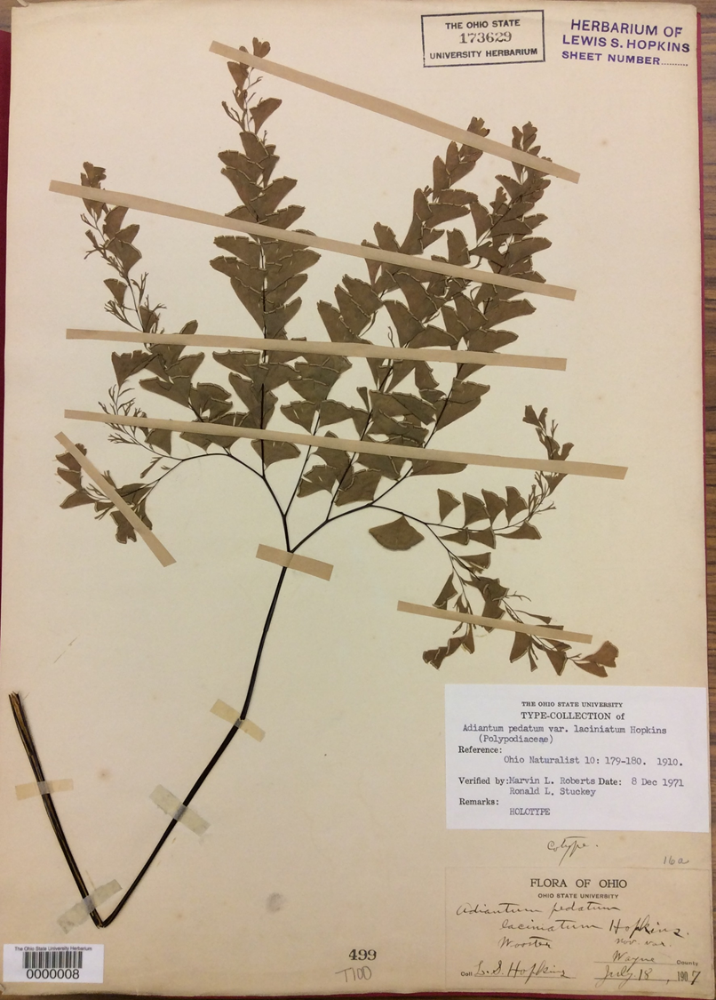 THE OHIO STATE
173629
UNIVERSITY HERBARIUM
HERBARIUM OF
LEWIS S. HOPKINS
SHEET NUMBER..........
THE OHIO STATE UNIVERSITY
TYPE-COLLECTION of
Adiantum pedatum var. laciniatum Hopkins
(Polypodiaceae)
Reference:
Ohio Naturalist 10: 179-180. 1910.
Verified by:Marvin L. Roberts Date: 8 Dec 1971
Ronald L. Stuckey
Remarks:
HOLOTYPE
Cotype.
16a
FLORA OF OHIO
OHIO STATE UNIVERSITY
Adiantum pedatum
laciniatum Hopkins.
Wooster nov. var.
Wayne County
Coll L. S. Hopkins July 18, 1907
The Ohio State University Herbarium
0000008
499